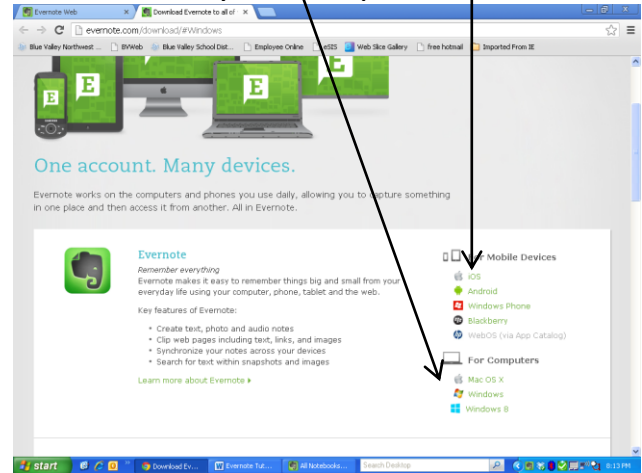 Evernote Web
Download Evernote to all of
evernote.com/download/#Windows
Blue Valley Northwest ...
BVWeb
Blue Valley School Dist...
Employee Online
eSIS
Web Slice Gallery
free hotmail
Imported From IE
One account. Many devices.
Evernote works on the computers and phones you use daily, allowing you to capture something
in one place and then access it from another. All in Evernote.
Evernote
Remember everything
Evernote makes it easy to remember things big and small from your
everyday life using your computer, phone, tablet and the web.
Key features of Evernote:
• Create text, photo and audio notes
• Clip web pages including text, links, and images
• Synchronize your notes across your devices
• Search for text within snapshots and images
Learn more about Evernote
For Mobile Devices
iOS
Android
Windows Phone
Blackberry
WebOS (via App Catalog)
For Computers
Mac OS X
Windows
Windows 8
start
Download Ev...
Evernote Tut...
All Notebooks...
Search Desktop
8:13 PM